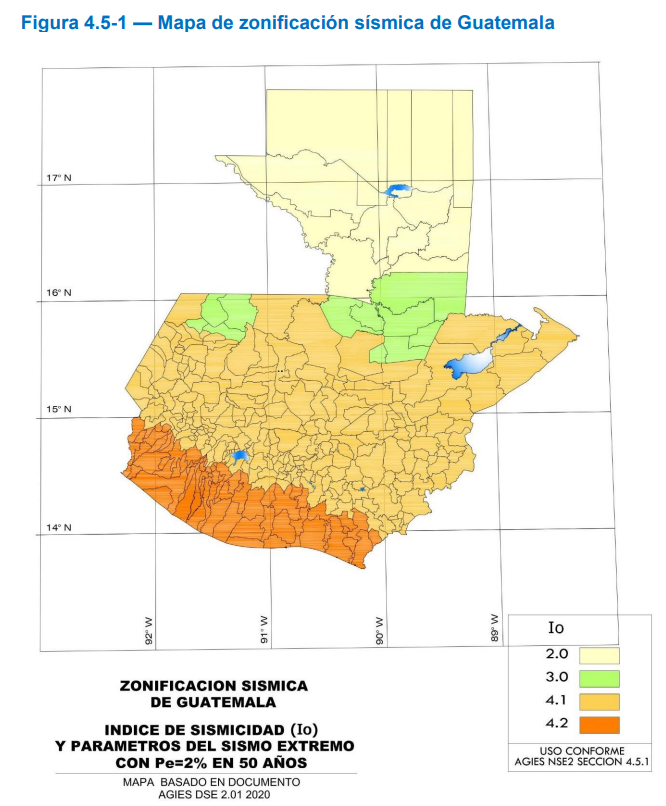 Figura 4.5-1 — Mapa de zonificación sísmica de Guatemala
17° N
16° N
15° N
14° N
92° W
91° W
90° W
89° W
Io
2.0
3.0
4.1
4.2
USO CONFORME
AGIES NSE2 SECCION 4.5.1
ZONIFICACION SISMICA
DE GUATEMALA
INDICE DE SISMICIDAD (Io)
Y PARAMETROS DEL SISMO EXTREMO
CON Pe=2% EN 50 AÑOS
MAPA BASADO EN DOCUMENTO
AGIES DSE 2.01 2020